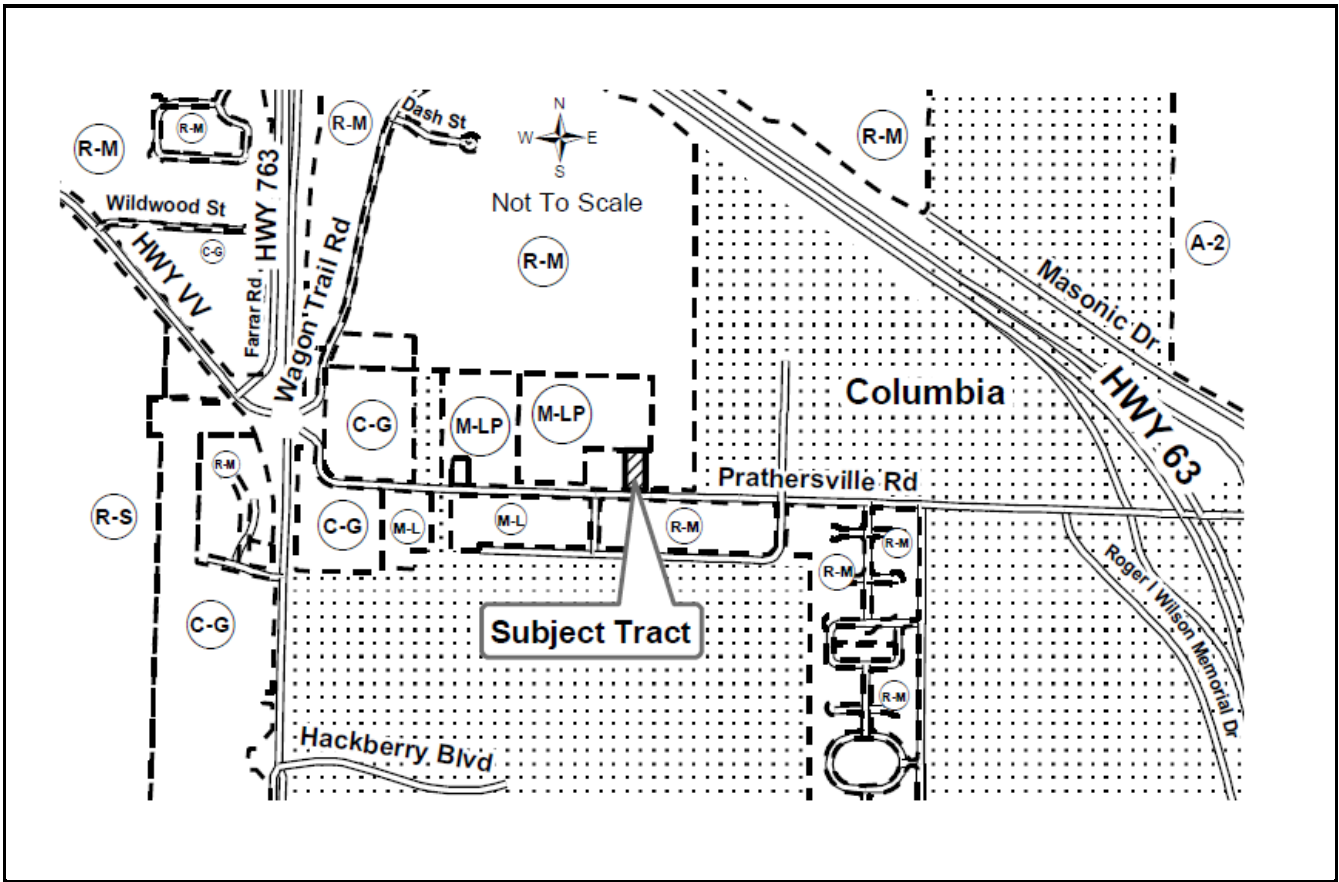 Dash St
N
R-M
R-M
R-M
R-M
W E
S
Not To Scale
HWY 763
Wildwood St
C-G
HWY VV
Farrar Rd
Wagon Trail Rd
R-M
A-2
Masonic Dr
HWY 63
Columbia
C-G
M-LP
M-LP
Prathersville Rd
R-M
R-S
C-G
M-L
M-L
R-M
R-M
R-M
Roger I Wilson Memorial Dr
C-G
Subject Tract
R-M
Hackberry Blvd